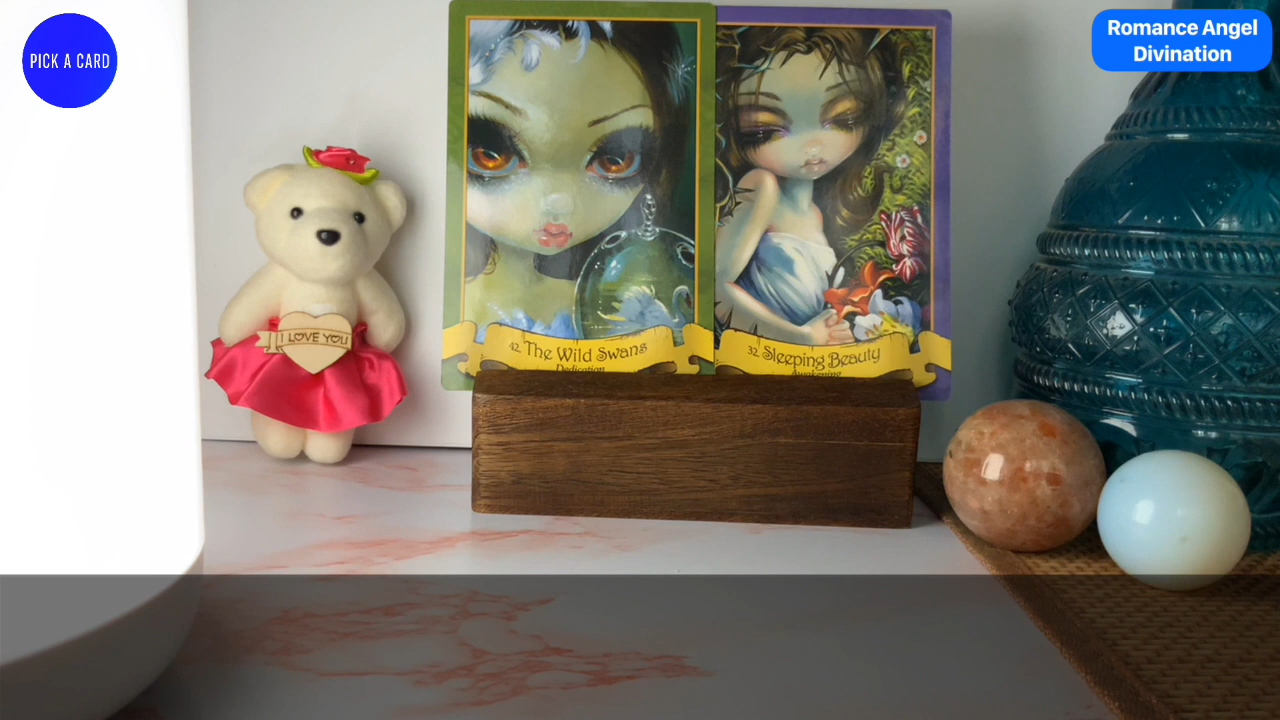 PICK A CARD
Romance Angel
Divination
I LOVE YOU
42 The Wild Swans
Dedication
32 Sleeping Beauty
Awakening